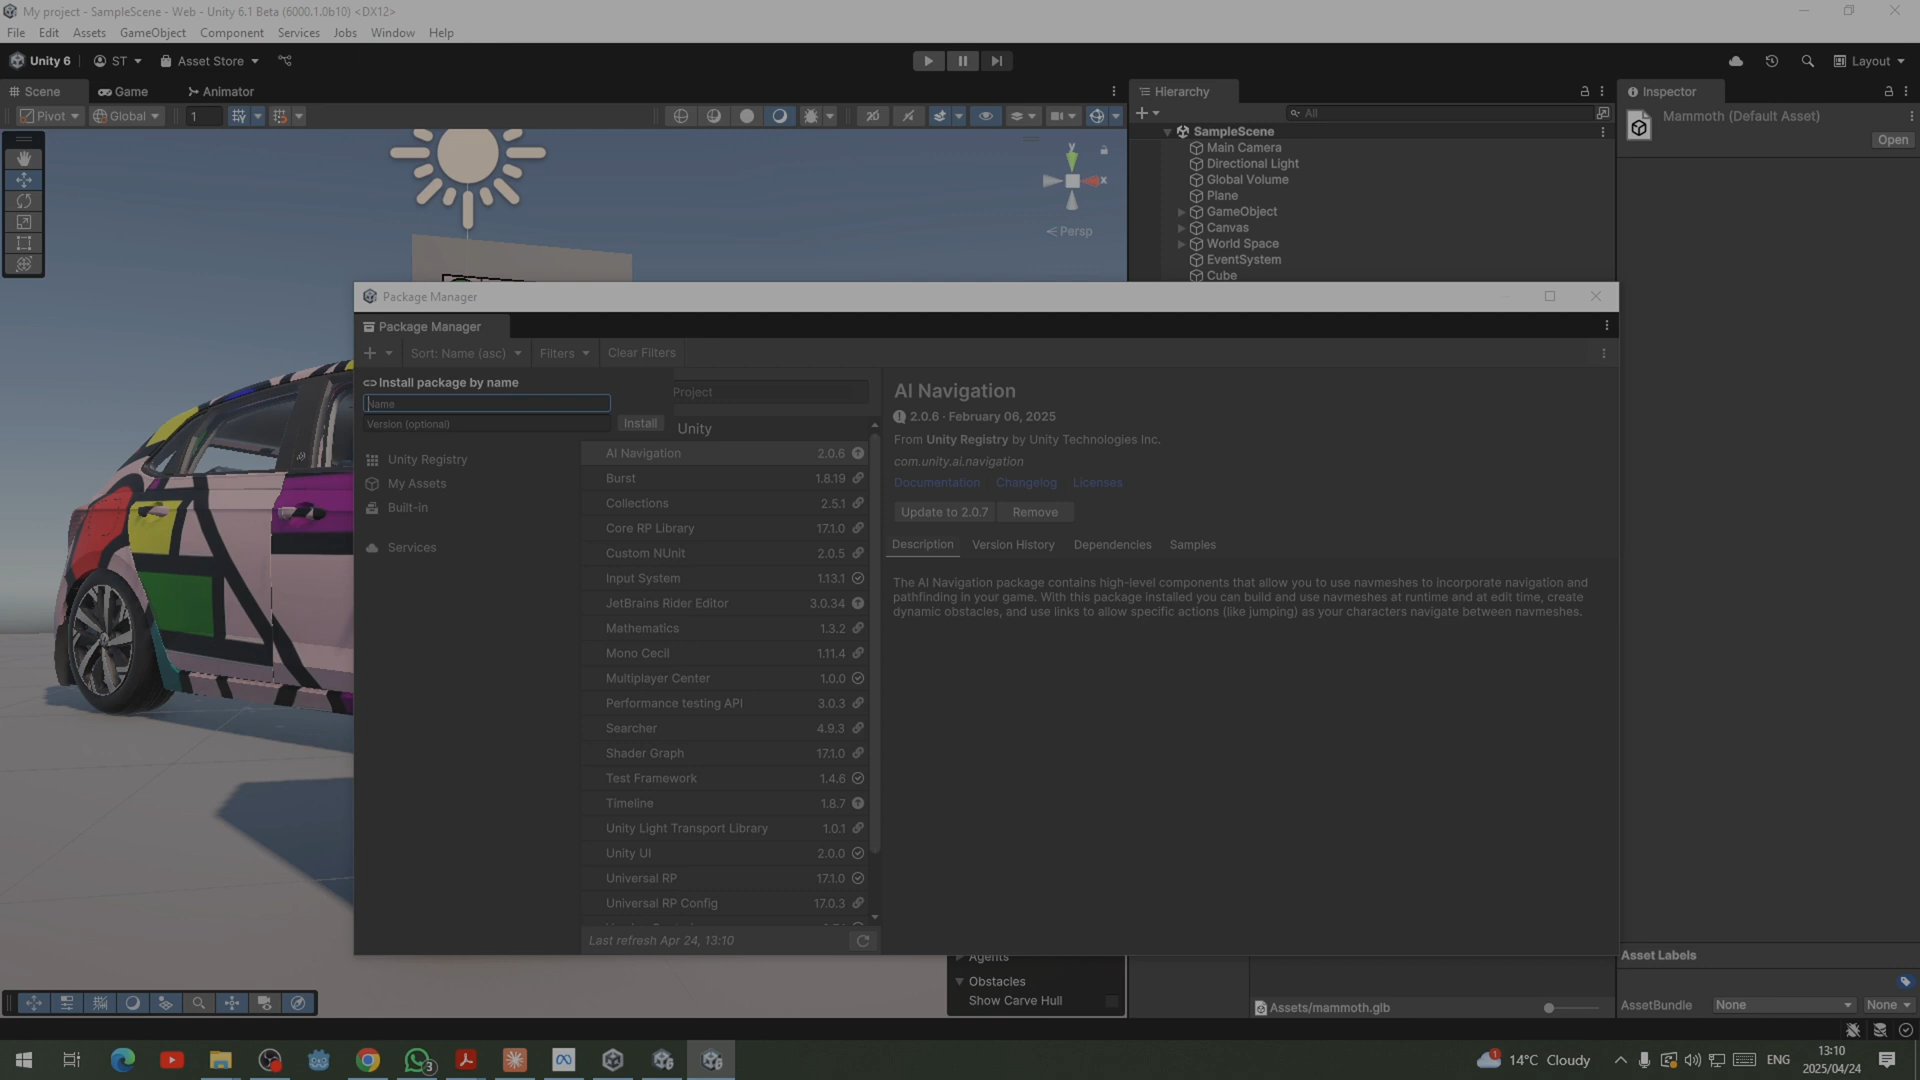 My project - SampleScene - Web - Unity 6.1 Beta (6000.1.0b10) <DX12>
File Edit Assets GameObject Component Services Jobs Window Help
Unity 6 ST Asset Store Layout
Scene Game Animator
Pivot Global 1
y
x
Persp
Hierarchy
All
SampleScene
Main Camera
Directional Light
Global Volume
Plane
GameObject
Canvas
World Space
EventSystem
Cube
Inspector
Mammoth (Default Asset)
Open
Package Manager
Package Manager
Sort: Name (asc) Filters Clear Filters
Install package by name
Name
Version (optional)
Install
Unity Registry
My Assets
Built-in
Services
Project
Unity
AI Navigation 2.0.6
Burst 1.8.19
Collections 2.5.1
Core RP Library 17.1.0
Custom NUnit 2.0.5
Input System 1.13.1
JetBrains Rider Editor 3.0.34
Mathematics 1.3.2
Mono Cecil 1.11.4
Multiplayer Center 1.0.0
Performance testing API 3.0.3
Searcher 4.9.3
Shader Graph 17.1.0
Test Framework 1.4.6
Timeline 1.8.7
Unity Light Transport Library 1.0.1
Unity UI 2.0.0
Universal RP 17.1.0
Universal RP Config 17.0.3
Last refresh Apr 24, 13:10
AI Navigation
2.0.6 · February 06, 2025
From Unity Registry by Unity Technologies Inc.
com.unity.ai.navigation
Documentation Changelog Licenses
Update to 2.0.7 Remove
Description Version History Dependencies Samples
The AI Navigation package contains high-level components that allow you to use navmeshes to incorporate navigation and
pathfinding in your game. With this package installed you can build and use navmeshes at runtime and at edit time, create
dynamic obstacles, and use links to allow specific actions (like jumping) as your characters navigate between navmeshes.
Agents
Obstacles
Show Carve Hull
Assets/mammoth.glb
Asset Labels
AssetBundle None None
3
1
14°C Cloudy
ENG
13:10
2025/04/24